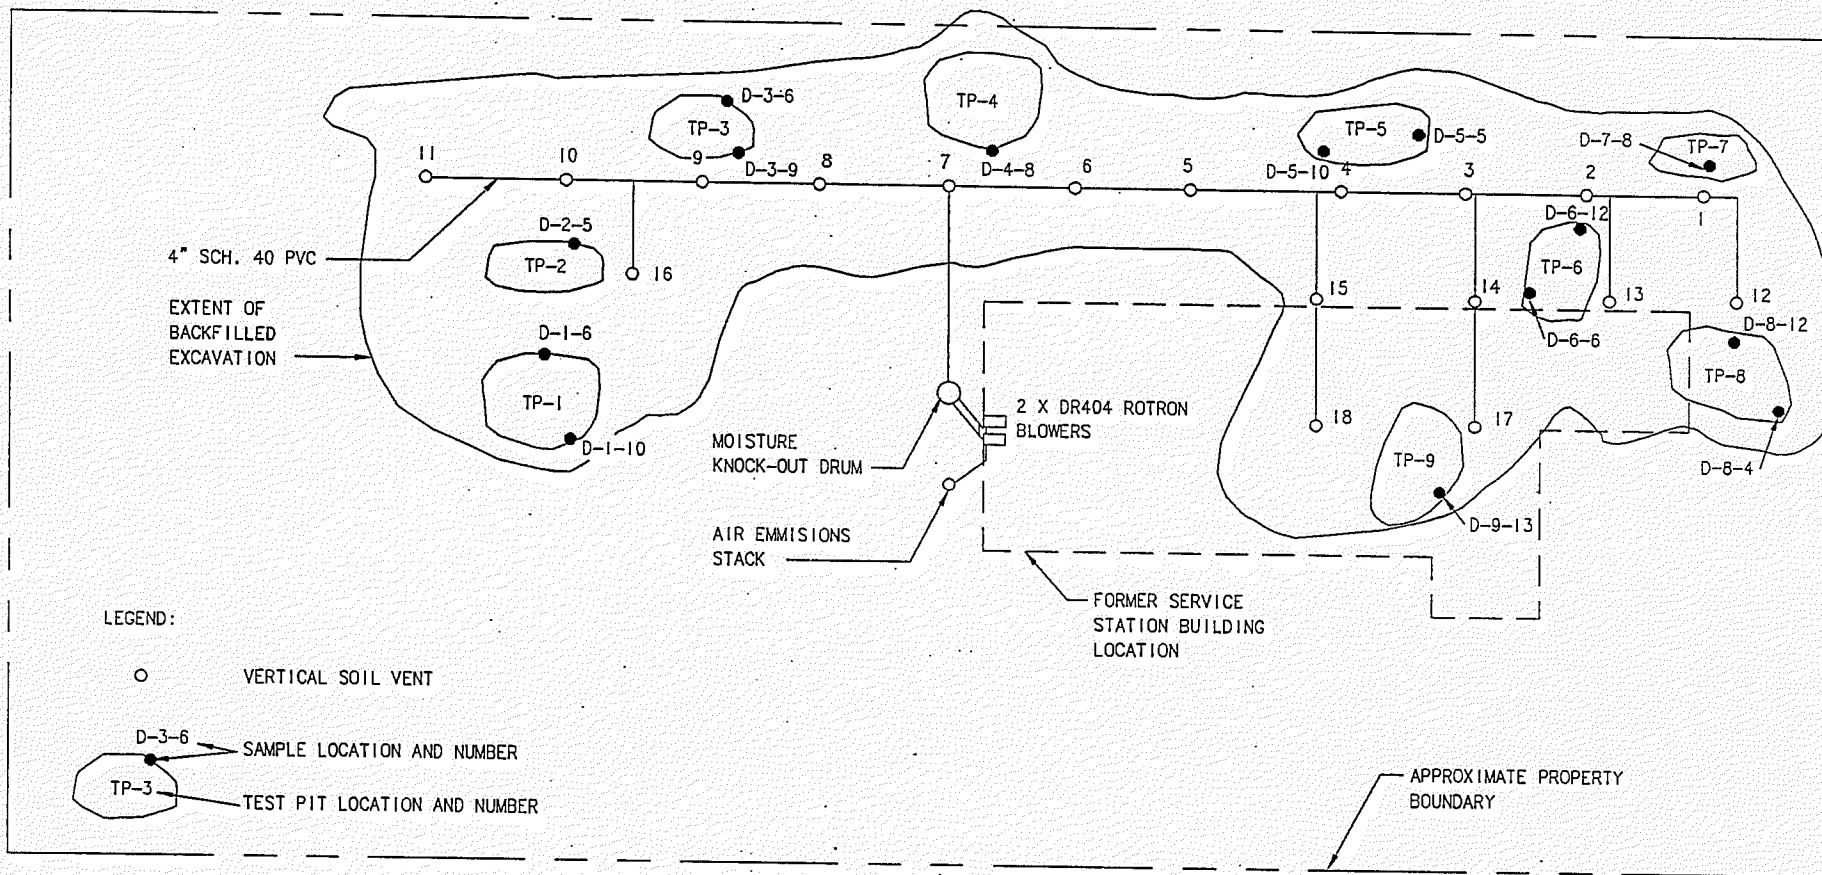 D-3-6
TP-3
D-3-9
TP-4
D-4-8
TP-5
D-5-5
D-5-10
D-7-8
TP-7
11
10
9
8
7
6
5
4
3
2
1
D-2-5
TP-2
16
4" SCH. 40 PVC
EXTENT OF
BACKFILLED
EXCAVATION
D-1-6
TP-1
D-1-10
D-6-12
TP-6
D-6-6
15
14
13
12
D-8-12
TP-8
D-8-4
2 X DR404 ROTRON
BLOWERS
MOISTURE
KNOCK-OUT DRUM
18
17
TP-9
D-9-13
AIR EMMISIONS
STACK
FORMER SERVICE
STATION BUILDING
LOCATION
LEGEND:
VERTICAL SOIL VENT
D-3-6
SAMPLE LOCATION AND NUMBER
TP-3
TEST PIT LOCATION AND NUMBER
APPROXIMATE PROPERTY
BOUNDARY